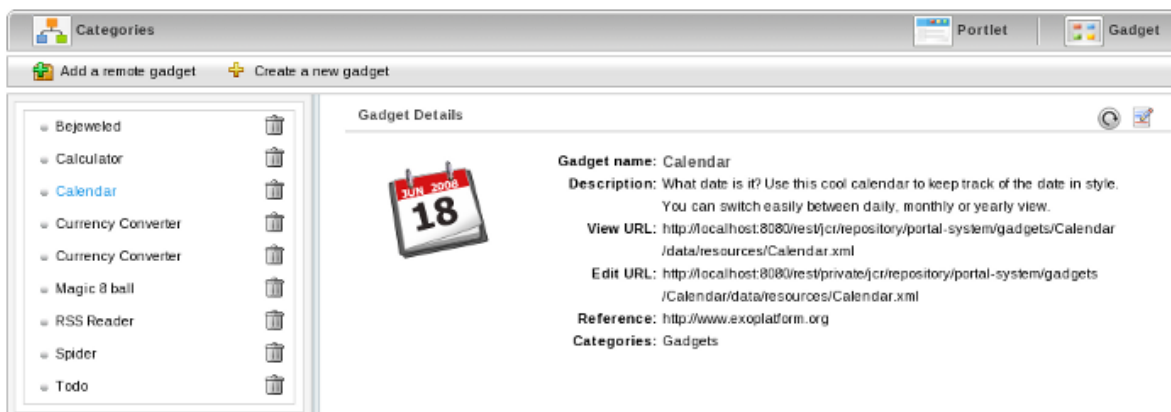 Categories
Portlet
Gadget
Add a remote gadget
Create a new gadget
Bejeweled
Calculator
Calendar
Currency Converter
Currency Converter
Magic 8 ball
RSS Reader
Spider
Todo
Gadget Details
JUN 2008
18
Gadget name: Calendar
Description: What date is it? Use this cool calendar to keep track of the date in style.
You can switch easily between daily, monthly or yearly view.
View URL: http://localhost:8080/rest/jcr/repository/portal-system/gadgets/Calendar
/data/resources/Calendar.xml
Edit URL: http://localhost:8080/rest/private/jcr/repository/portal-system/gadgets
/Calendar/data/resources/Calendar.xml
Reference: http://www.exoplatform.org
Categories: Gadgets